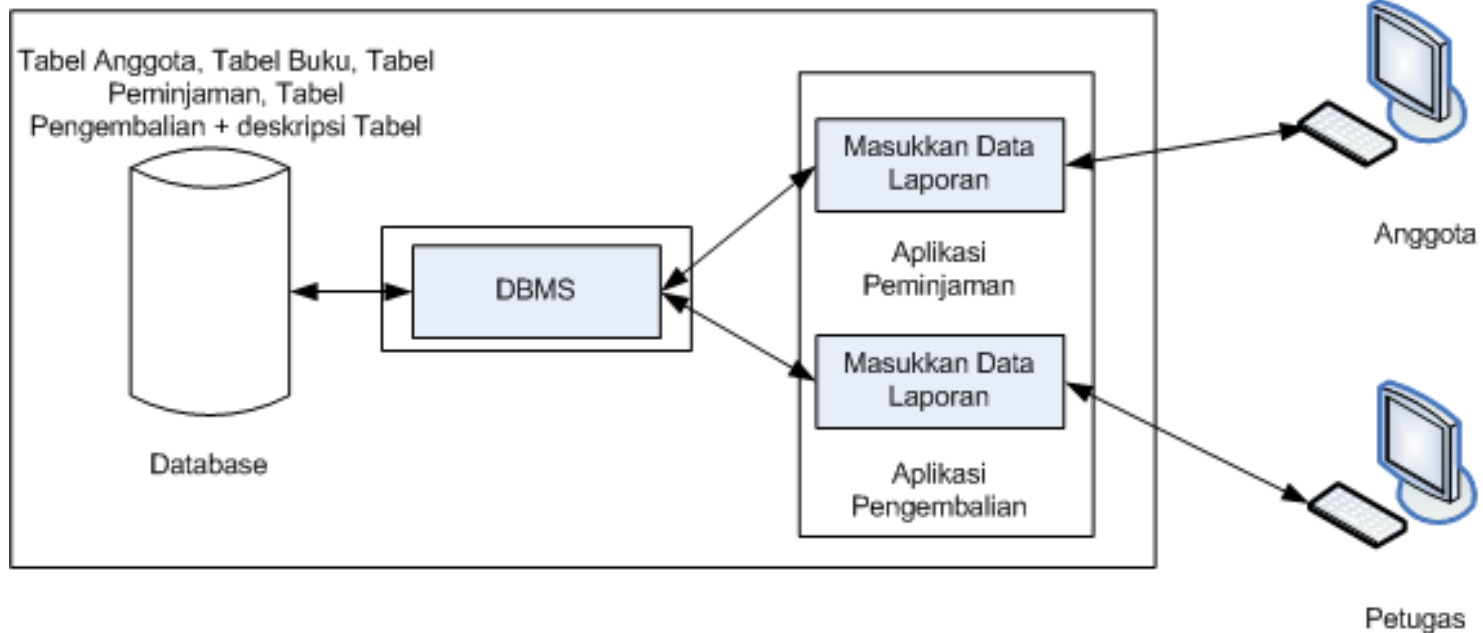 Tabel Anggota, Tabel Buku, Tabel
Peminjaman, Tabel
Pengembalian + deskripsi Tabel
Database
DBMS
Masukkan Data
Laporan
Aplikasi
Peminjaman
Masukkan Data
Laporan
Aplikasi
Pengembalian
Anggota
Petugas